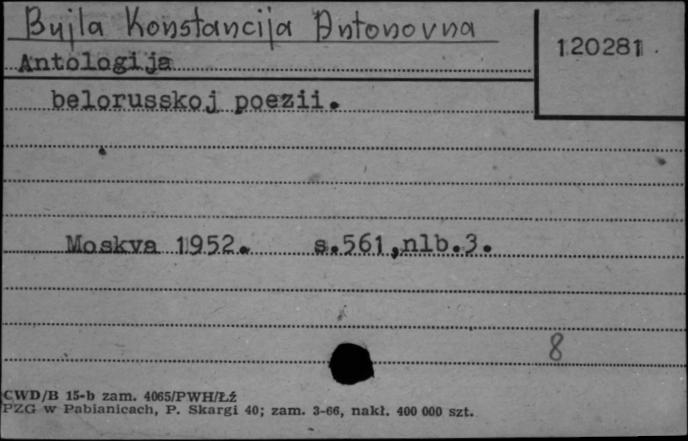 Bujla Konstancija Antonovna
120281
Antologija
belorusskoj poezii.
Moskva 1952. s.561,nlb.3.
8
CWD/B 15-b zam. 4065/PWH/Łź
PZG w Pabianicach, P. Skargi 40; zam. 3-66, nakł. 400 000 szt.